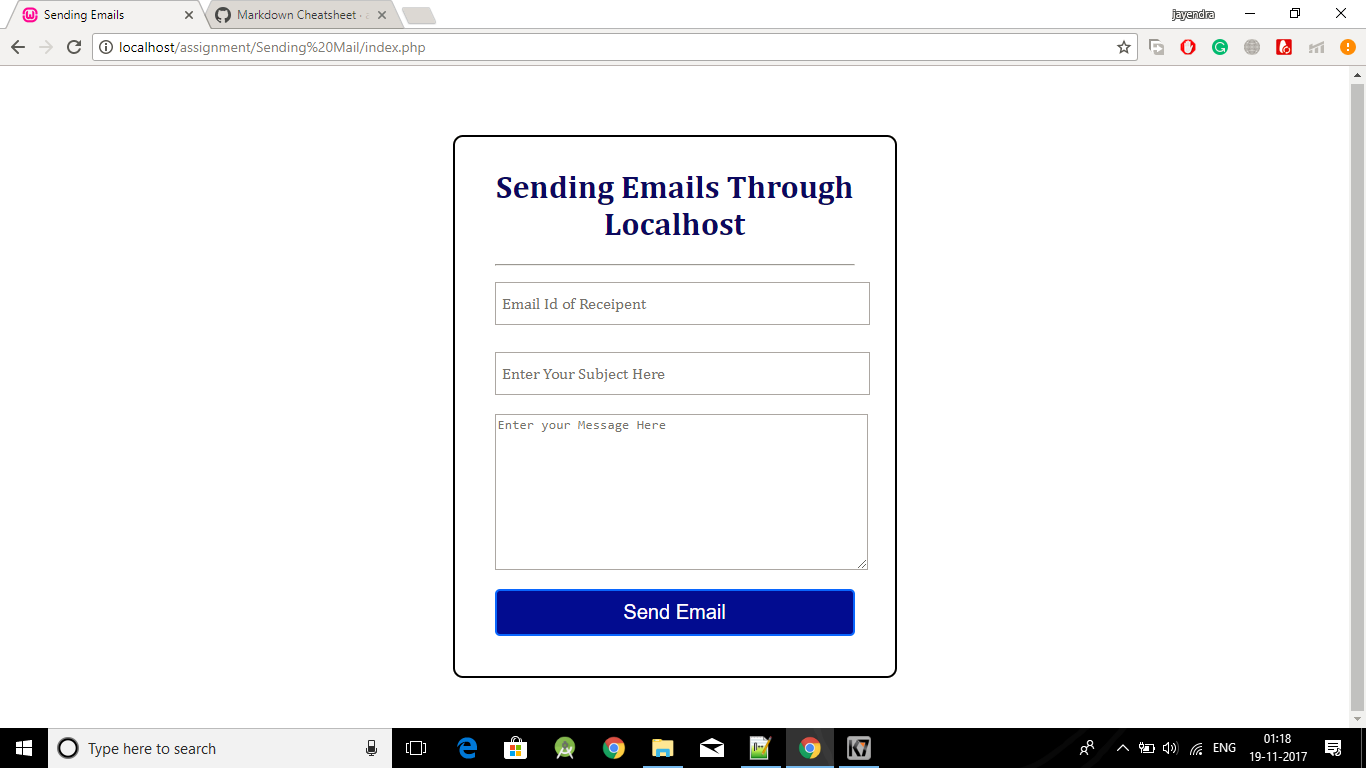 Sending Emails
Markdown Cheatsheet ·
jayendra
localhost/assignment/Sending%20Mail/index.php
Sending Emails Through
Localhost
Email Id of Receipent
Enter Your Subject Here
Enter your Message Here
Send Email
Type here to search
ENG
01:18
19-11-2017